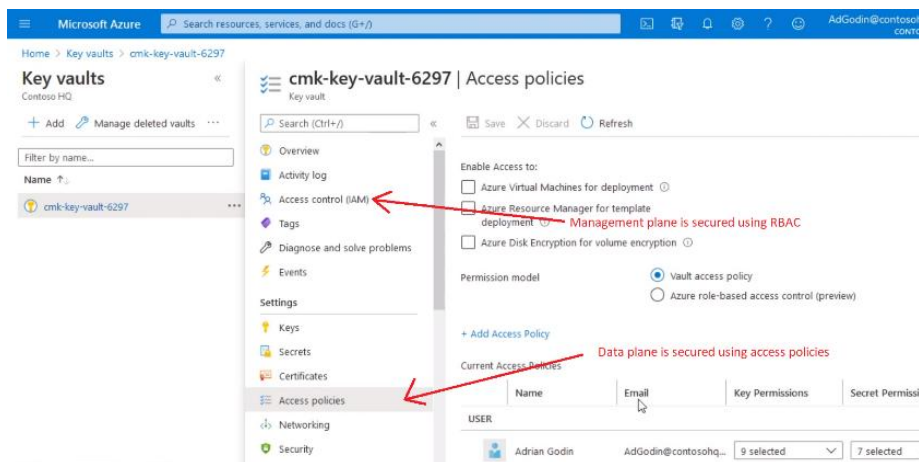 Microsoft Azure
Search resources, services, and docs (G+/)
AdGodin@contosoh
CONTO
Home > Key vaults > cmk-key-vault-6297
Key vaults
Contoso HQ
+ Add
Manage deleted vaults
Filter by name...
Name ↑↓
cmk-key-vault-6297
cmk-key-vault-6297 | Access policies
Key vault
Search (Ctrl+/)
Overview
Activity log
Access control (IAM)
Tags
Diagnose and solve problems
Events
Settings
Keys
Secrets
Certificates
Access policies
Networking
Security
Save
Discard
Refresh
Enable Access to:
Azure Virtual Machines for deployment
Azure Resource Manager for template
deployment
Management plane is secured using RBAC
Azure Disk Encryption for volume encryption
Permission model
Vault access policy
Azure role-based access control (preview)
+ Add Access Policy
Data plane is secured using access policies
Current Access Policies
Name
Email
Key Permissions
Secret Permissi
USER
Adrian Godin
AdGodin@contosohq...
9 selected
7 selected